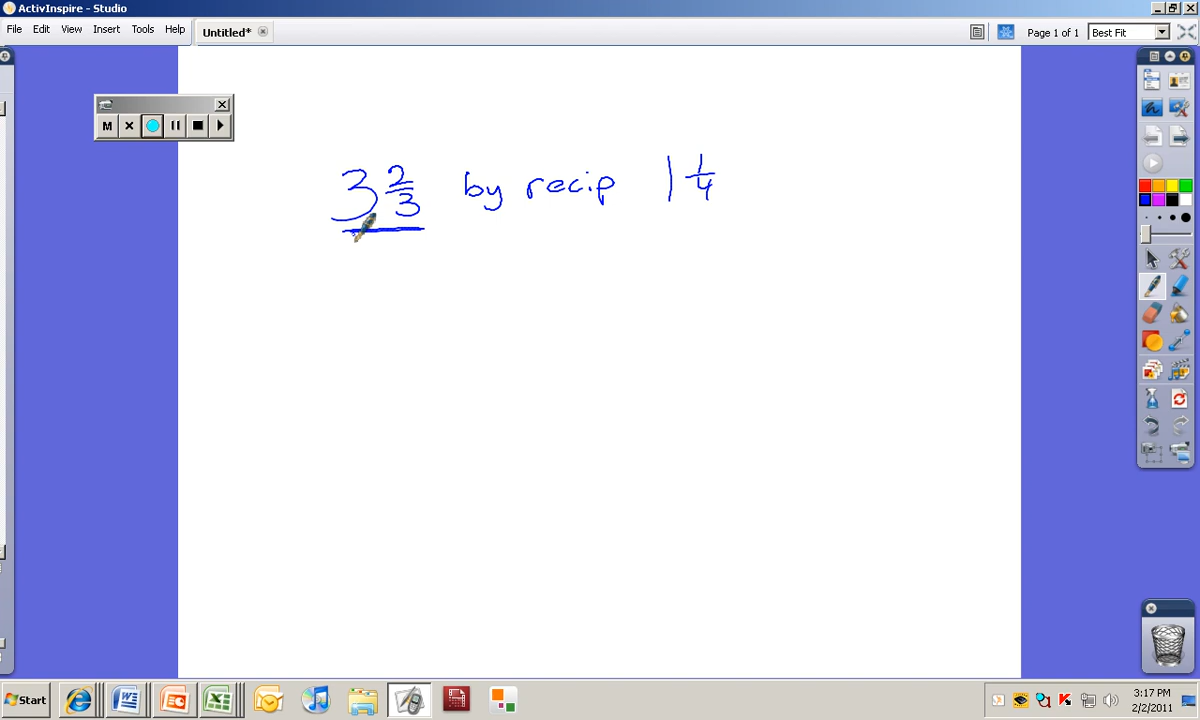 ActivInspire - Studio
File Edit View Insert Tools Help
Untitled*
Page 1 of 1
Best Fit
M
3 2/3 by recip 1 1/4
Start
3:17 PM
2/2/2011